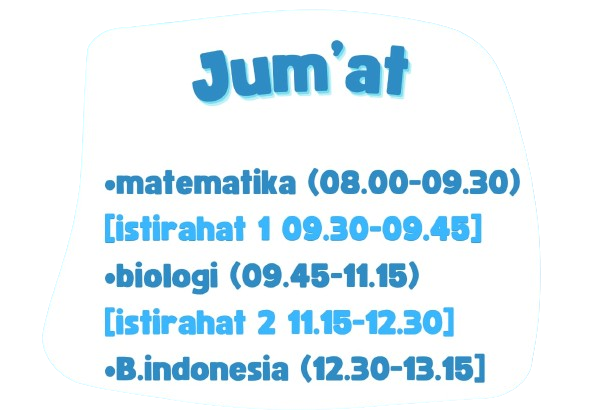 Jum'at
•matematika (08.00-09.30)
[istirahat 1 09.30-09.45]
•biologi (09.45-11.15)
[istirahat 2 11.15-12.30]
•B.indonesia (12.30-13.15]